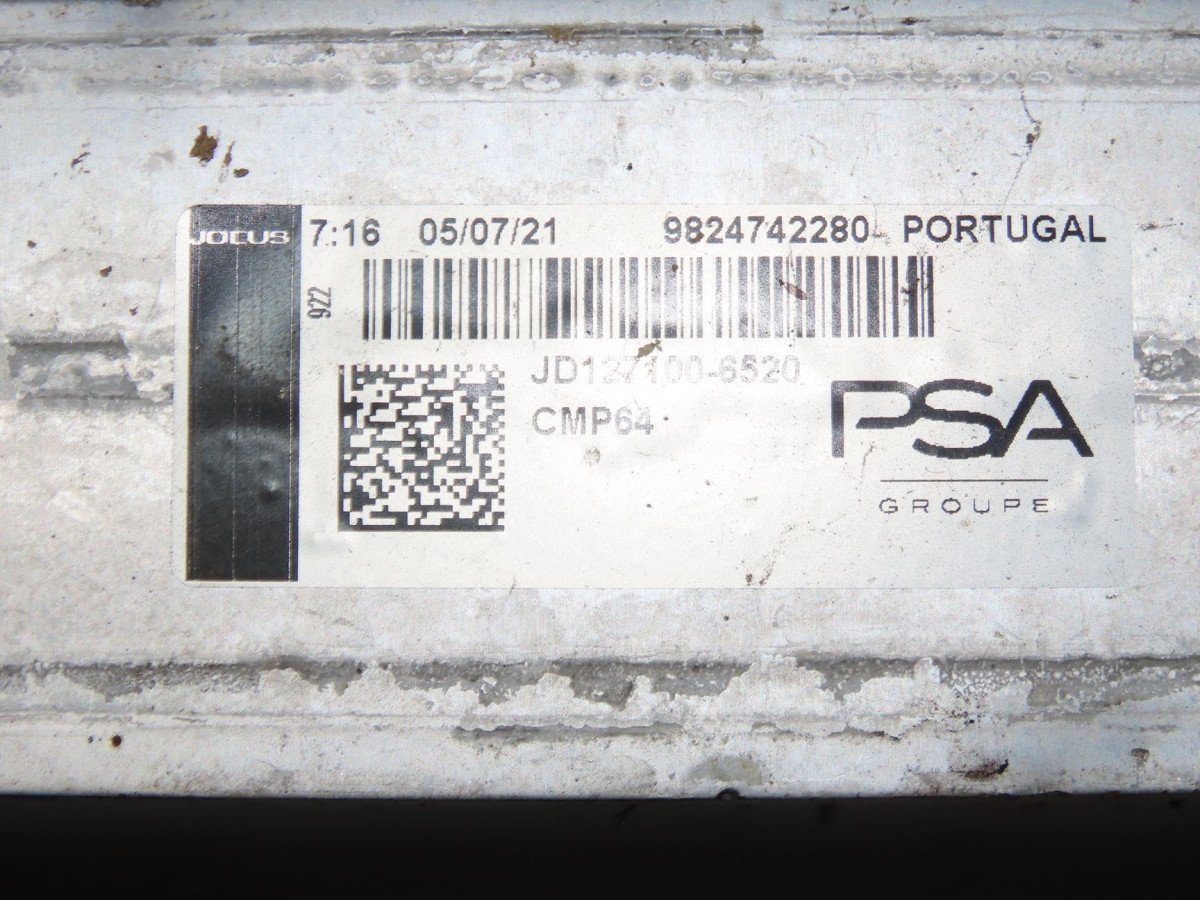 JOCUS 7:16 05/07/21 9824742280 PORTUGAL
922
JD127100-6520
CMP64
PSA
GROUPE